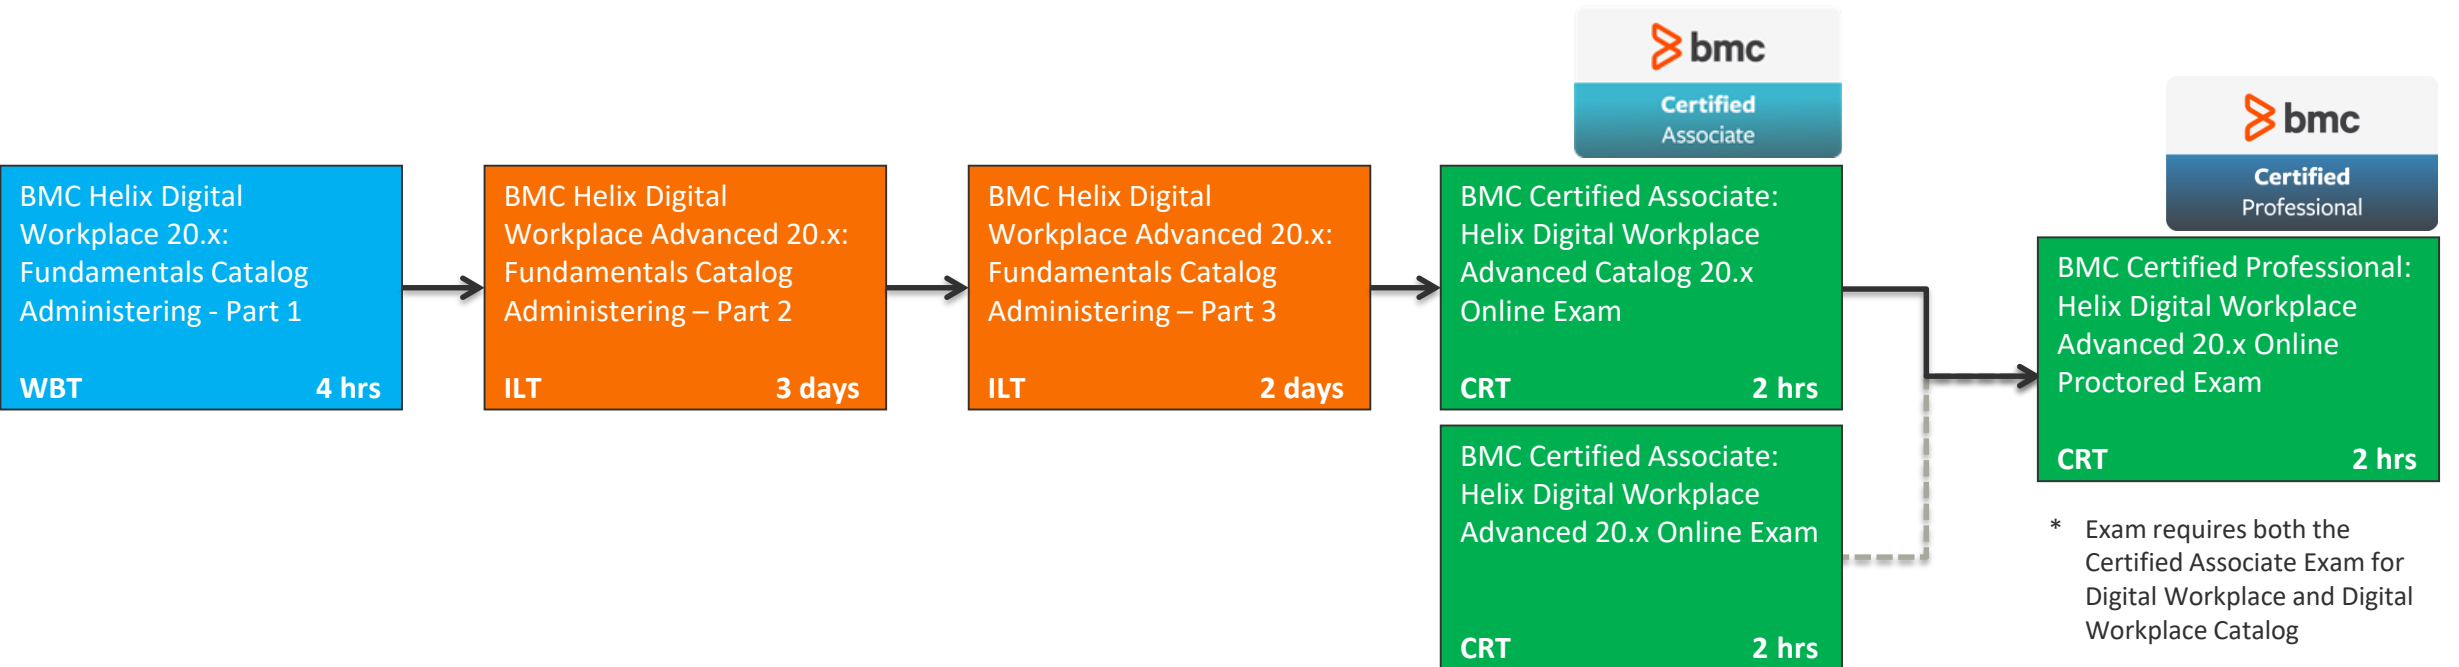 BMC Helix Digital
Workplace 20.x:
Fundamentals Catalog
Administering - Part 1
WBT 4 hrs
BMC Helix Digital
Workplace Advanced 20.x:
Fundamentals Catalog
Administering – Part 2
ILT 3 days
BMC Helix Digital
Workplace Advanced 20.x:
Fundamentals Catalog
Administering – Part 3
ILT 2 days
bmc
Certified
Associate
BMC Certified Associate:
Helix Digital Workplace
Advanced Catalog 20.x
Online Exam
CRT 2 hrs
BMC Certified Associate:
Helix Digital Workplace
Advanced 20.x Online Exam
CRT 2 hrs
bmc
Certified
Professional
BMC Certified Professional:
Helix Digital Workplace
Advanced 20.x Online
Proctored Exam
CRT 2 hrs
* Exam requires both the
Certified Associate Exam for
Digital Workplace and Digital
Workplace Catalog